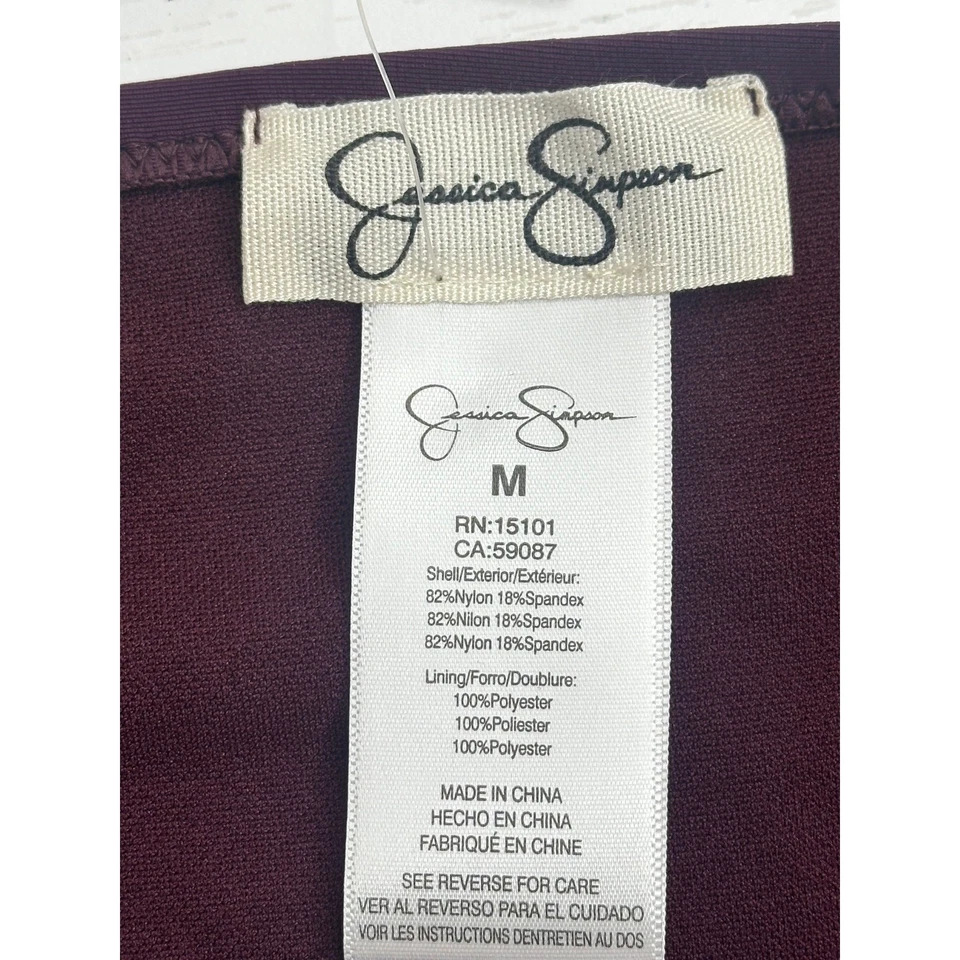 Jessica Simpson
Jessica Simpson
M
RN:15101
CA:59087
Shell/Exterior/Extérieur:
82%Nylon 18%Spandex
82%Nilon 18%Spandex
82%Nylon 18%Spandex
Lining/Forro/Doublure:
100%Polyester
100%Poliester
100%Polyester
MADE IN CHINA
HECHO EN CHINA
FABRIQUÉ EN CHINE
SEE REVERSE FOR CARE
VER AL REVERSO PARA EL CUIDADO
VOIR LES INSTRUCTIONS DENTRETIEN AU DOS